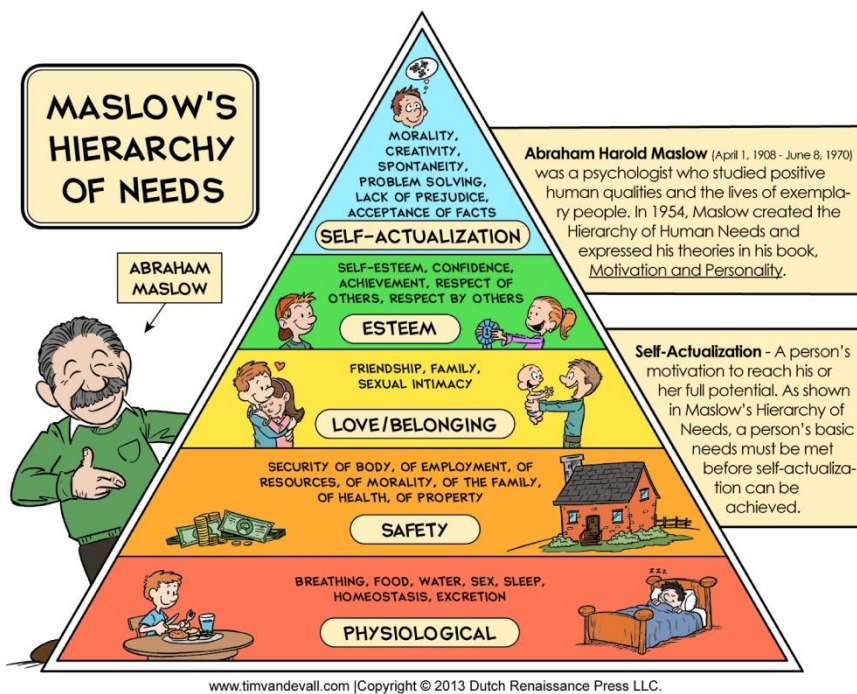 MASLOW'S
HIERARCHY
OF NEEDS
ABRAHAM
MASLOW
MORALITY,
CREATIVITY,
SPONTANEITY,
PROBLEM SOLVING,
LACK OF PREJUDICE,
ACCEPTANCE OF FACTS
SELF-ACTUALIZATION
SELF-ESTEEM, CONFIDENCE,
ACHIEVEMENT, RESPECT OF
OTHERS, RESPECT BY OTHERS
ESTEEM
1
FRIENDSHIP, FAMILY,
SEXUAL INTIMACY
LOVE/BELONGING
SECURITY OF BODY, OF EMPLOYMENT, OF
RESOURCES, OF MORALITY, OF THE FAMILY,
OF HEALTH, OF PROPERTY
SAFETY
BREATHING, FOOD, WATER, SEX, SLEEP,
HOMEOSTASIS, EXCRETION
PHYSIOLOGICAL
zzz
Abraham Harold Maslow (April 1, 1908 - June 8, 1970)
was a psychologist who studied positive
human qualities and the lives of exempla-
ry people. In 1954, Maslow created the
Hierarchy of Human Needs and
expressed his theories in his book,
Motivation and Personality.
Self-Actualization - A person's
motivation to reach his or
her full potential. As shown
in Maslow's Hierarchy of
Needs, a person's basic
needs must be met
before self-actualiza-
tion can be
achieved.
www.timvandevall.com |Copyright © 2013 Dutch Renaissance Press LLC.